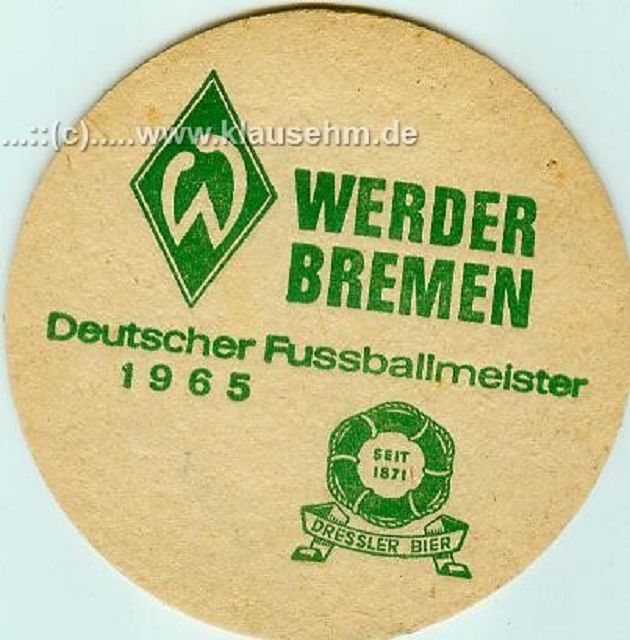 ...::(c).....www.klausehm.de
W
WERDER
BREMEN
Deutscher Fussballmeister
1965
SEIT
1871
DRESSLER BIER